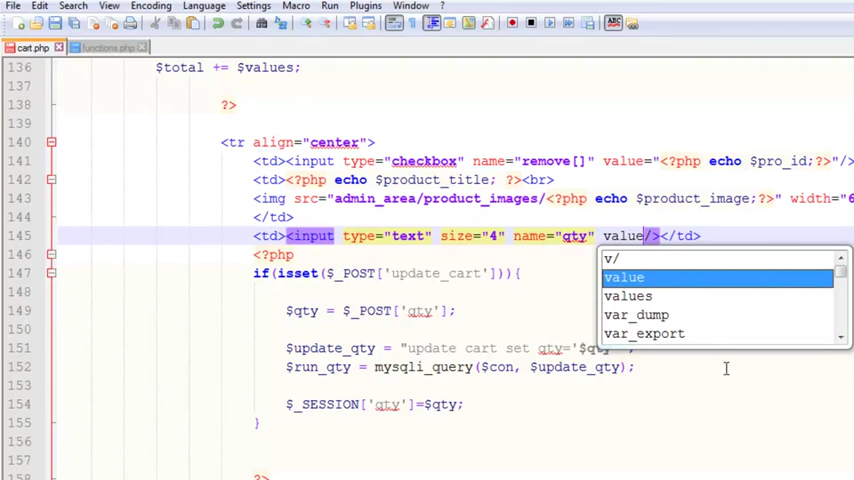 File Edit Search View Encoding Language Settings Macro Run Plugins Window ?
cart.php functions.php
136 $total += $values;
137
138 ?>
139
140 <tr align="center">
141 <td><input type="checkbox" name="remove[]" value="<?php echo $pro_id;?>"/>
142 <td><?php echo $product_title; ?><br>
143 <img src="admin_area/product_images/<?php echo $product_image;?>" width="6
144 </td>
145 <td><input type="text" size="4" name="qty" value/></td>
146 <?php
147 if(isset($_POST['update_cart'])){
148
149 $qty = $_POST['qty'];
150
151 $update_qty = "update cart set qty='$qty'";
152 $run_qty = mysqli_query($con, $update_qty);
153
154 $_SESSION['qty']=$qty;
155 }
156
157
158 ?>
v/
value
values
var_dump
var_export